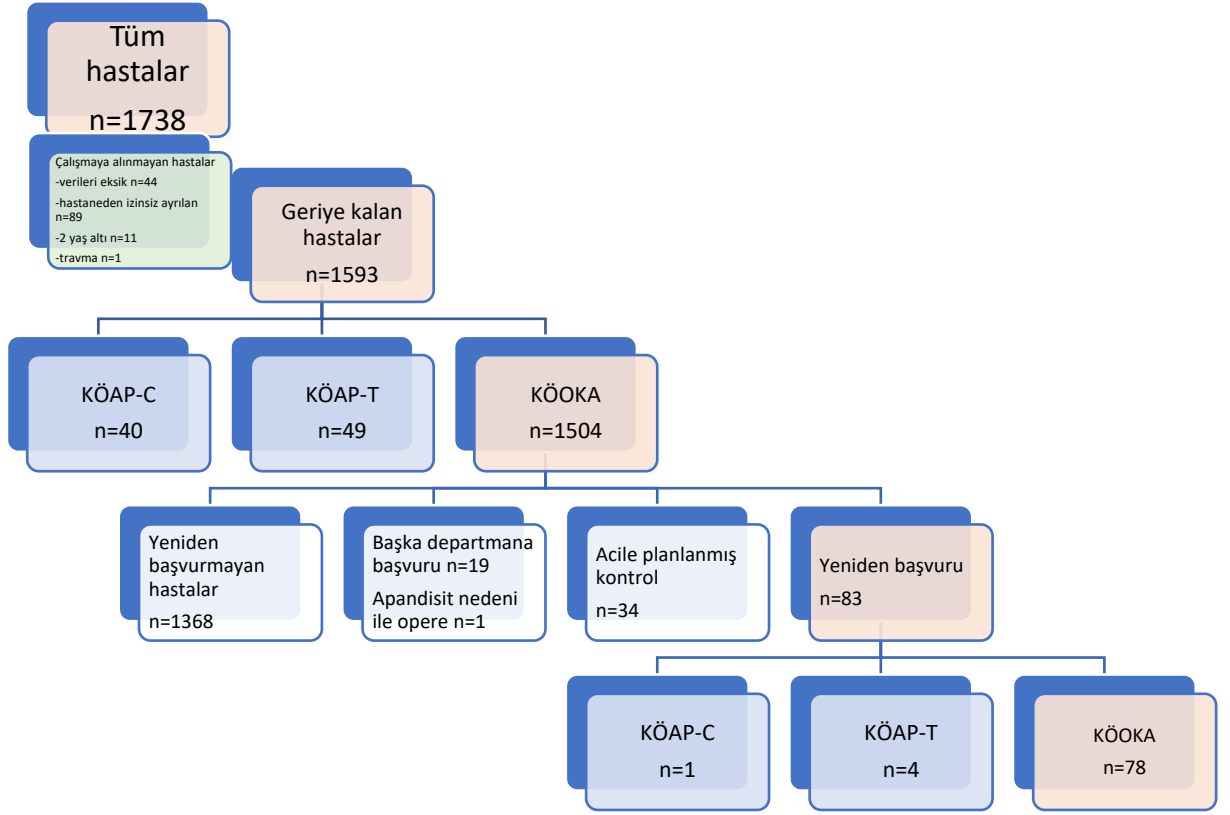 Tüm
hastalar
n=1738
Çalışmaya alınmayan hastalar
-verileri eksik n=44
-hastaneden izinsiz ayrılan
n=89
-2 yaş altı n=11
-travma n=1
Geriye kalan
hastalar
n=1593
KÖAP-C
n=40
KÖAP-T
n=49
KÖOKA
n=1504
Yeniden
başvurmayan
hastalar
n=1368
Başka departmana
başvuru n=19
Apandisit nedeni
ile opere n=1
Acile planlanmış
kontrol
n=34
Yeniden başvuru
n=83
KÖAP-C
n=1
KÖAP-T
n=4
KÖOKA
n=78